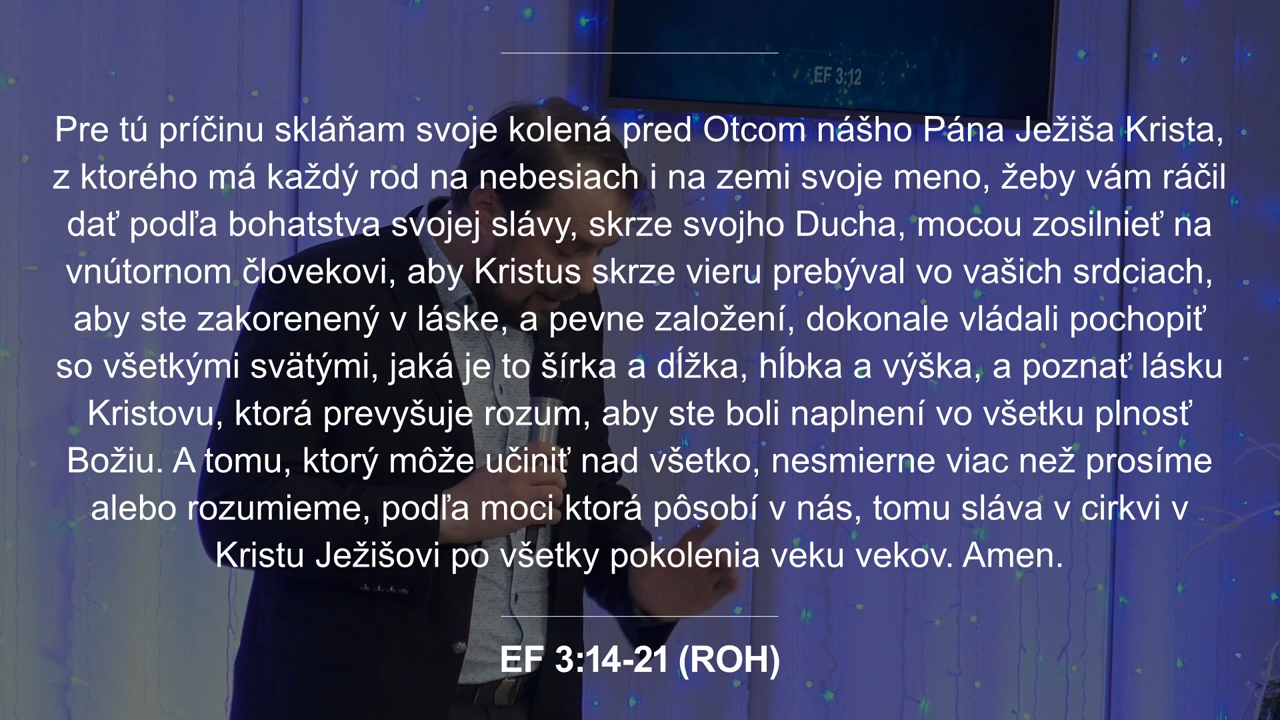 EF 3:12
Pre tú príčinu skláňam svoje kolená pred Otcom nášho Pána Ježiša Krista,
z ktorého má každý rod na nebesiach i na zemi svoje meno, žeby vám ráčil
dať podľa bohatstva svojej slávy, skrze svojho Ducha, mocou zosilnieť na
vnútornom človekovi, aby Kristus skrze vieru prebýval vo vašich srdciach,
aby ste zakorenený v láske, a pevne založení, dokonale vládali pochopiť
so všetkými svätými, jaká je to šírka a dĺžka, hĺbka a výška, a poznať lásku
Kristovu, ktorá prevyšuje rozum, aby ste boli naplnení vo všetku plnosť
Božiu. A tomu, ktorý môže učiniť nad všetko, nesmierne viac než prosíme
alebo rozumieme, podľa moci ktorá pôsobí v nás, tomu sláva v cirkvi v
Kristu Ježišovi po všetky pokolenia veku vekov. Amen.
EF 3:14-21 (ROH)